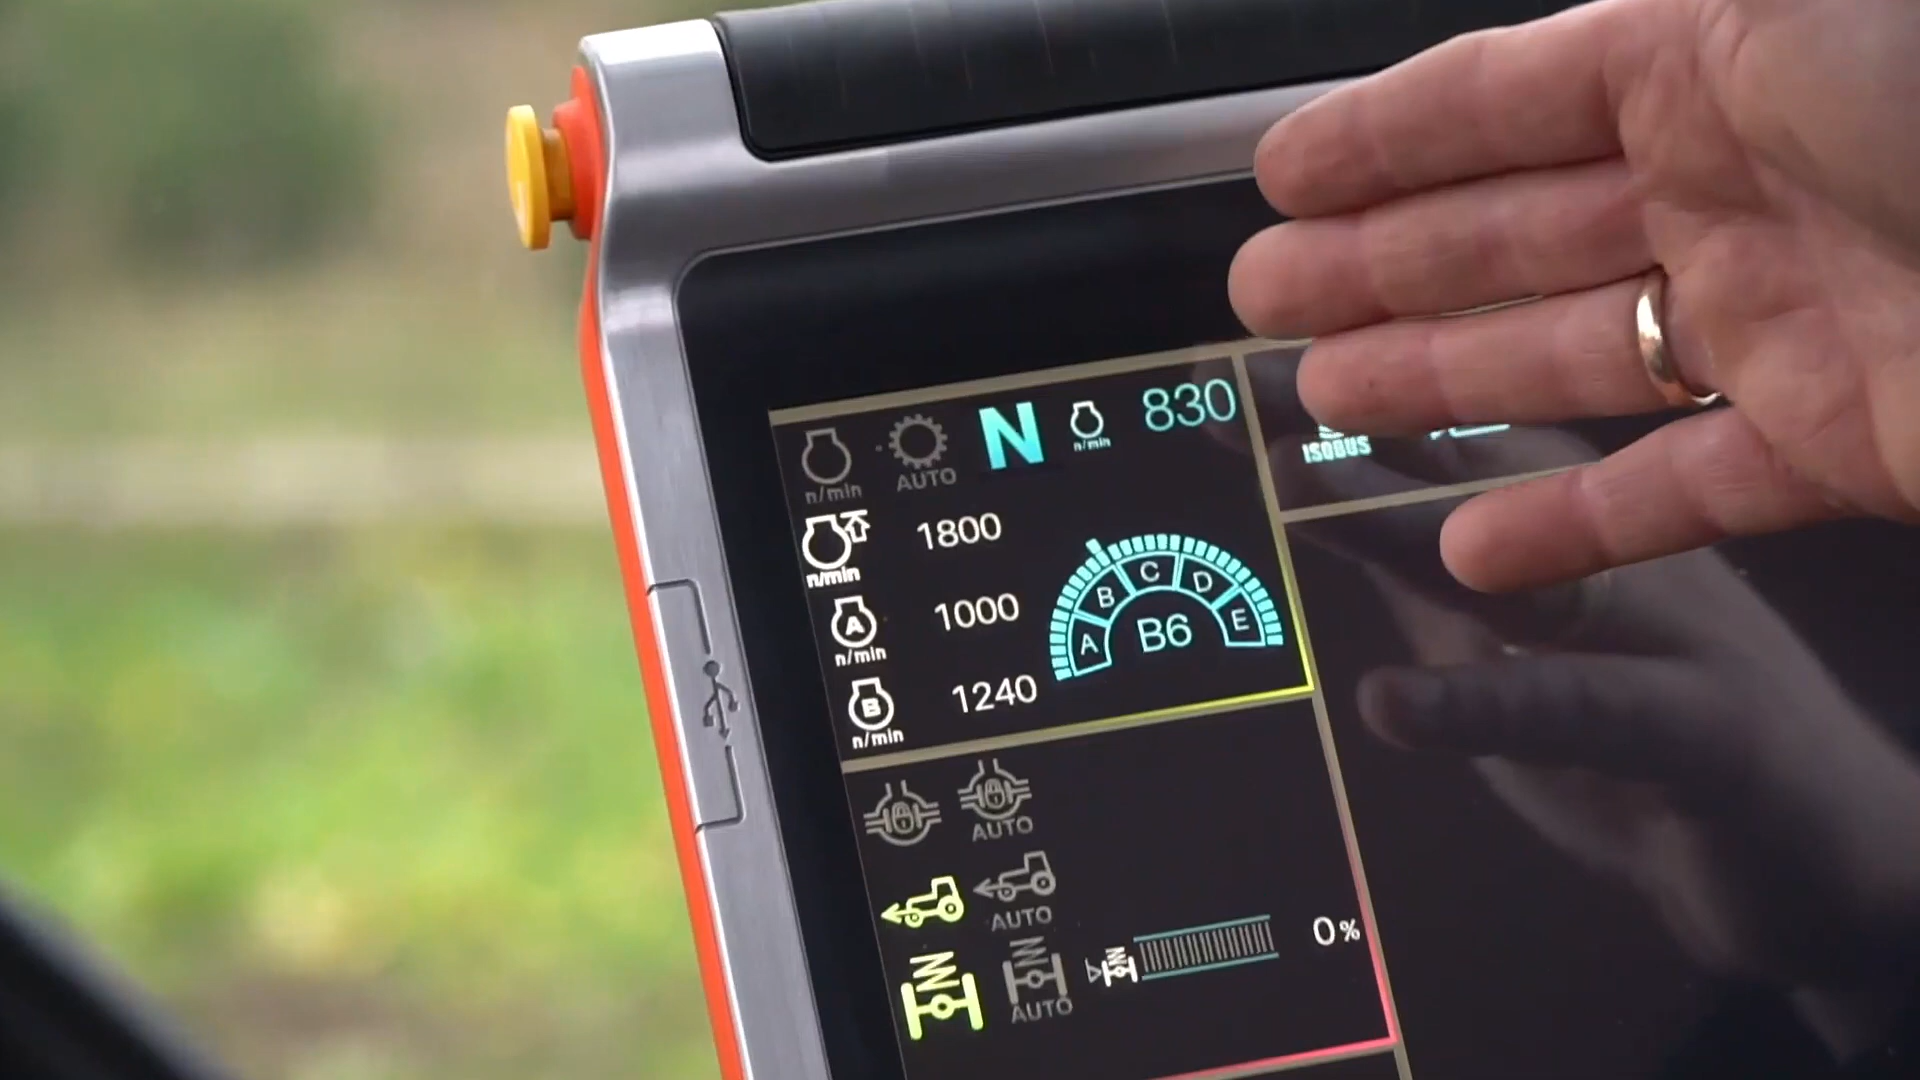 N 830
n/min AUTO n/min ISOBUS
n/min 1800
A n/min 1000
B n/min 1240
A B C D E
B6
AUTO
AUTO
AUTO
0%